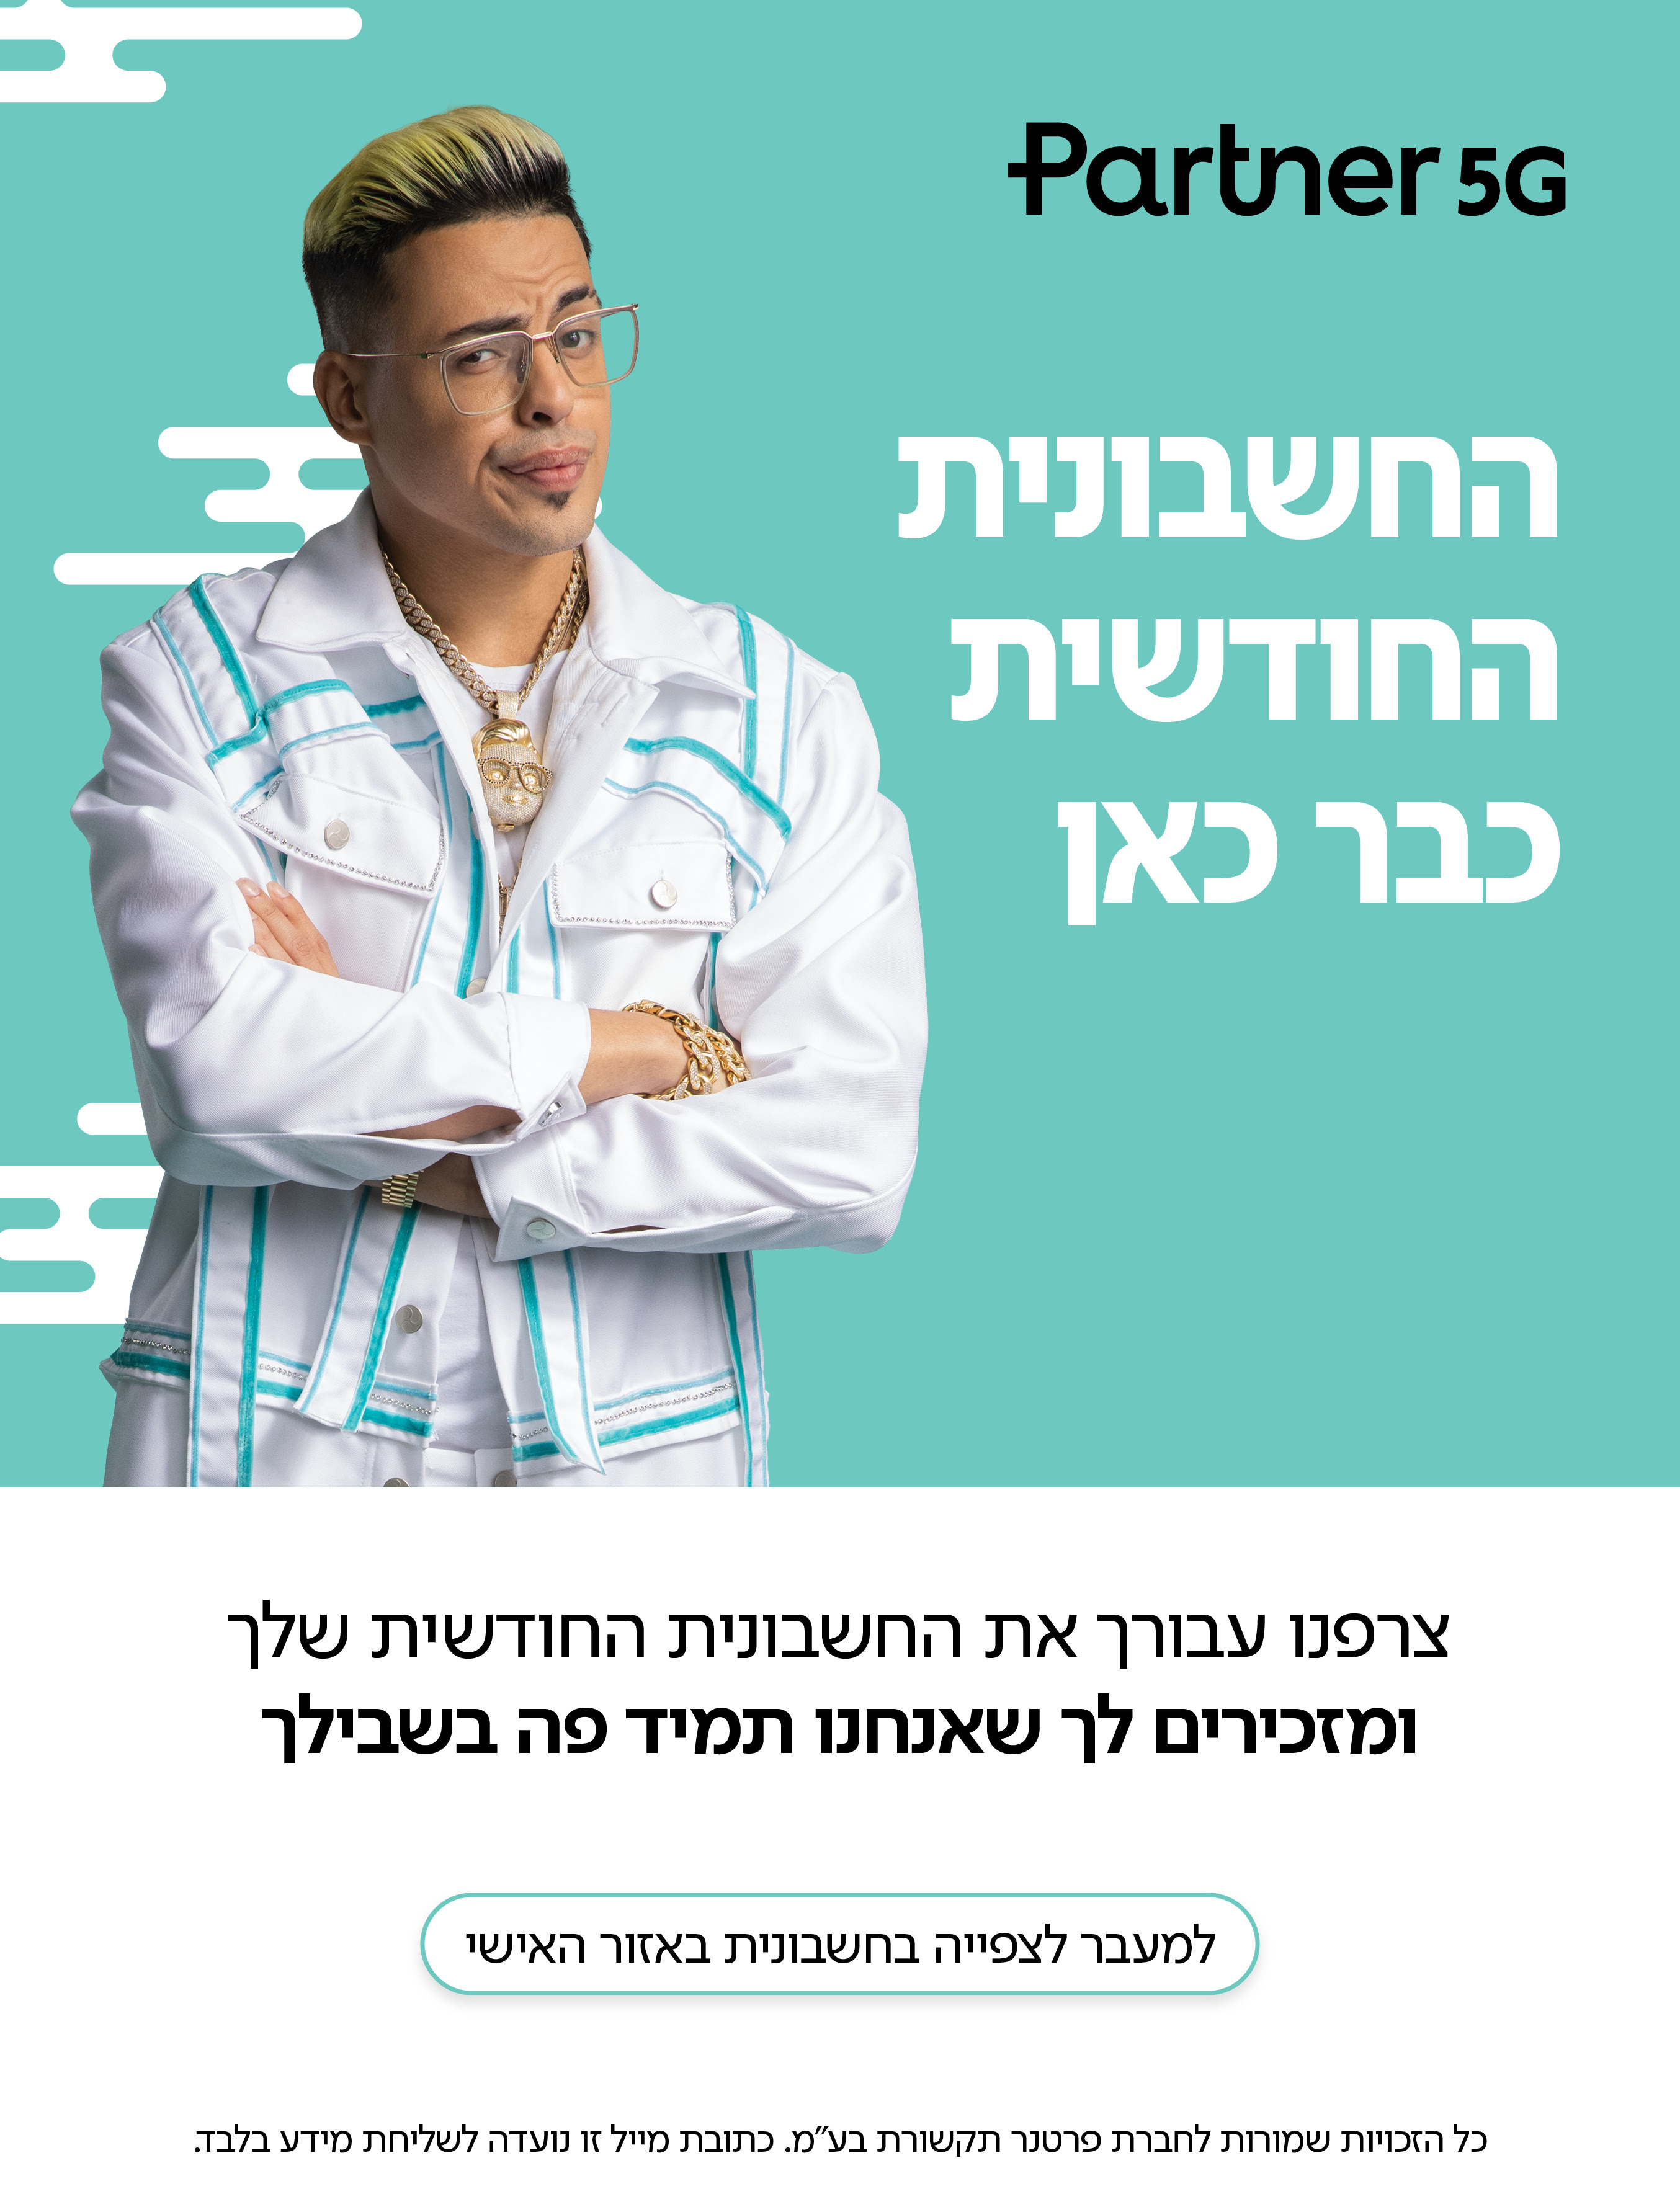 Partner 5G
החשבונית
החודשית
כבר כאן
צרפנו עבורך את החשבונית החודשית שלך
ומזכירים לך שאנחנו תמיד פה בשבילך
למעבר לצפייה בחשבונית באזור האישי
כל הזכויות שמורות לחברת פרטנר תקשורת בע״מ. כתובת מייל זו נועדה לשליחת מידע בלבד.